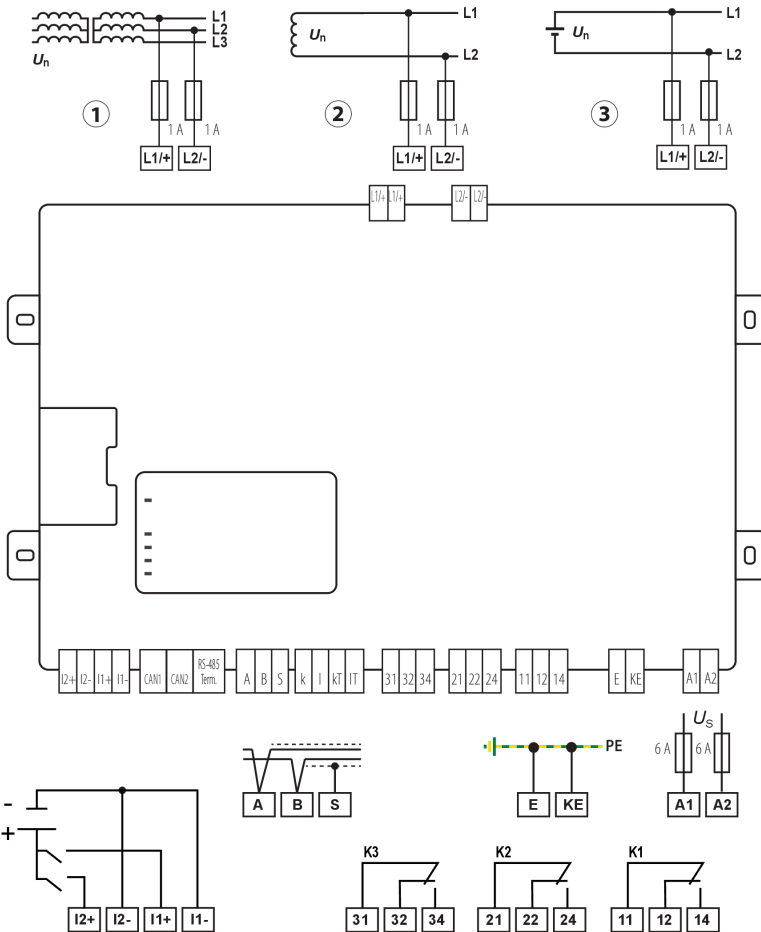 L1
L2
L3
Un
1
1 A
1 A
L1/+
L2/-
L1
Un
L2
2
1 A
1 A
L1/+
L2/-
L1
Un
L2
3
1 A
1 A
L1/+
L2/-
L1/+ L1/+ L2/- L2/-
I2+ I2- I1+ I1- CAN1 CAN2 RS-485 Term. A B S k l kT lT 31 32 34 21 22 24 11 12 14 E KE A1 A2
-
+
I2+ I2- I1+ I1-
A B S
PE
E KE
US
6 A 6 A
A1 A2
K3
31 32 34
K2
21 22 24
K1
11 12 14